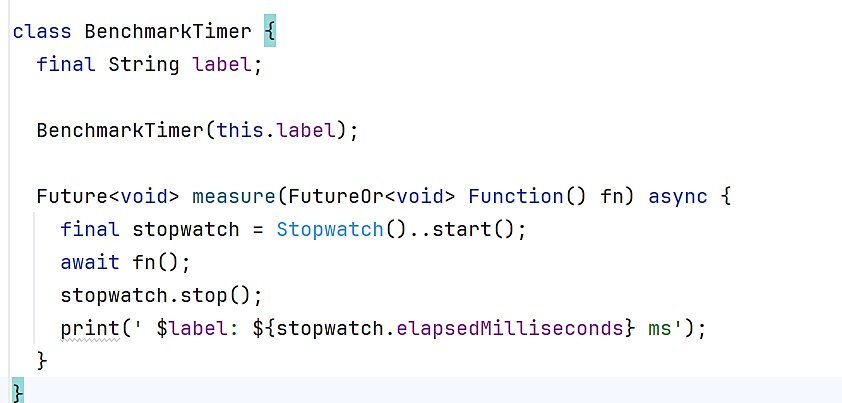 class BenchmarkTimer {
  final String label;

  BenchmarkTimer(this.label);

  Future<void> measure(FutureOr<void> Function() fn) async {
    final stopwatch = Stopwatch()..start();
    await fn();
    stopwatch.stop();
    print(' $label: ${stopwatch.elapsedMilliseconds} ms');
  }
}